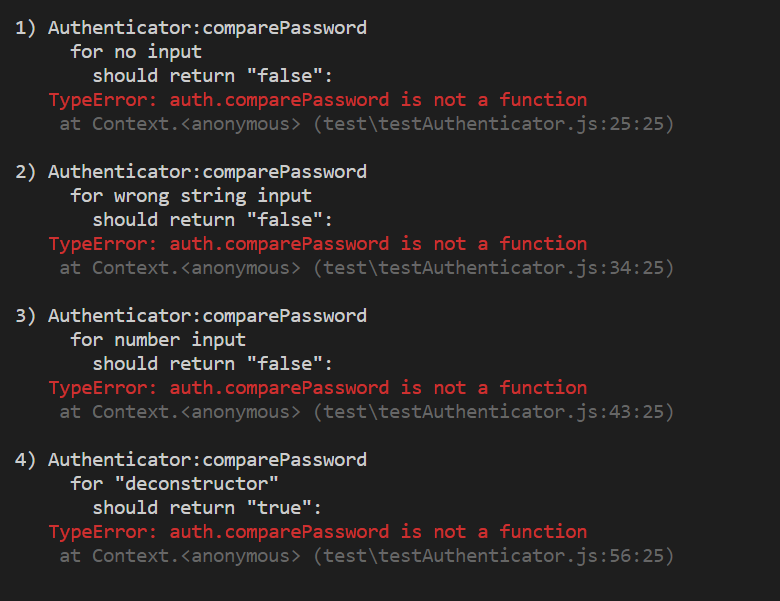 1) Authenticator:comparePassword
for no input
should return "false":
TypeError: auth.comparePassword is not a function
at Context.<anonymous> (test\testAuthenticator.js:25:25)
2) Authenticator:comparePassword
for wrong string input
should return "false":
TypeError: auth.comparePassword is not a function
at Context.<anonymous> (test\testAuthenticator.js:34:25)
3) Authenticator:comparePassword
for number input
should return "false":
TypeError: auth.comparePassword is not a function
at Context.<anonymous> (test\testAuthenticator.js:43:25)
4) Authenticator:comparePassword
for "deconstructor"
should return "true":
TypeError: auth.comparePassword is not a function
at Context.<anonymous> (test\testAuthenticator.js:56:25)